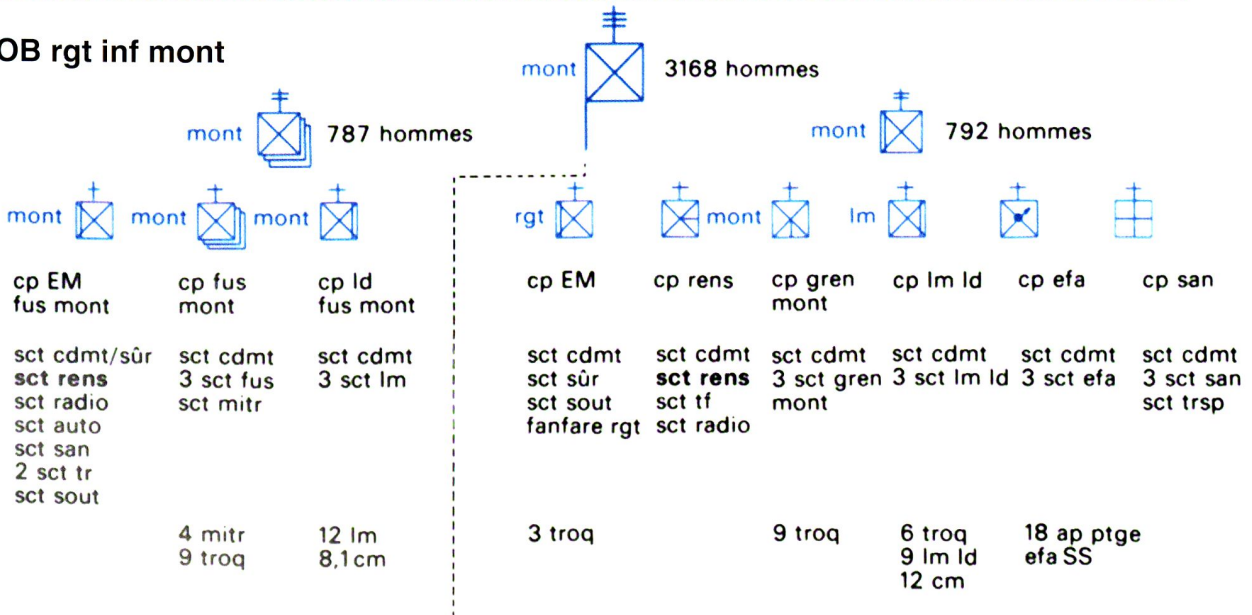 OB rgt inf mont
mont 3168 hommes
mont 787 hommes
mont 792 hommes
mont mont mont
rgt mont lm
cp EM
fus mont
sct cdmt/sûr
sct rens
sct radio
sct auto
sct san
2 sct tr
sct sout
cp fus
mont
sct cdmt
3 sct fus
sct mitr
4 mitr
9 troq
cp ld
fus mont
sct cdmt
3 sct lm
12 lm
8,1cm
cp EM
sct cdmt
sct sûr
sct sout
fanfare rgt
3 troq
cp rens
sct cdmt
sct rens
sct tf
sct radio
cp gren
mont
sct cdmt
3 sct gren
mont
9 troq
cp lm ld
sct cdmt
3 sct lm ld
6 troq
9 lm ld
12 cm
cp efa
sct cdmt
3 sct efa
18 ap ptge
efa SS
cp san
sct cdmt
3 sct san
sct trsp